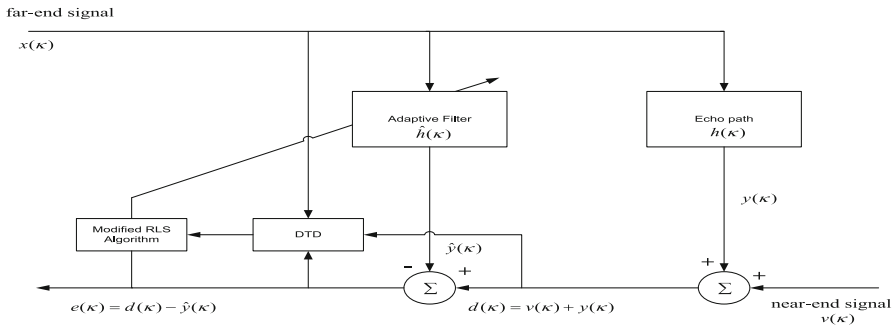 far-end signal
x(κ)
Adaptive Filter
ĥ(κ)
Echo path
h(κ)
y(κ)
Modified RLS
Algorithm
DTD
ŷ(κ)
- + + +
Σ Σ
e(κ) = d(κ) − ŷ(κ)
d(κ) = v(κ) + y(κ)
near-end signal
v(κ)